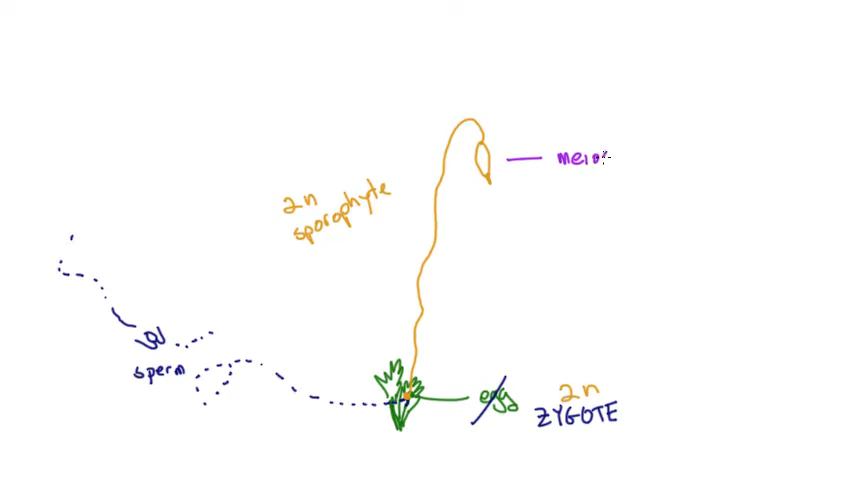 meio
2n
sporophyte
sperm
egg
2n
ZYGOTE